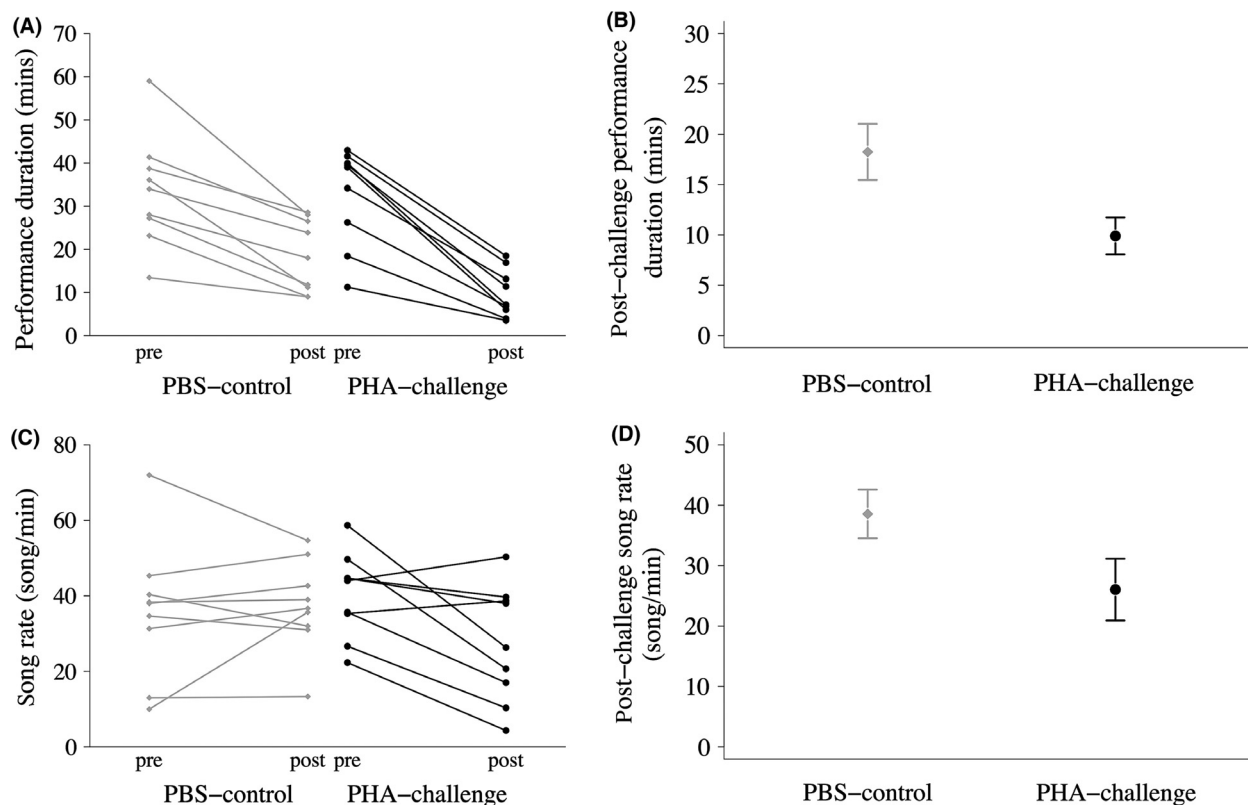 (A)
Performance duration (mins)
70
60
50
40
30
20
10
0
pre
post
pre
post
PBS–control
PHA–challenge
(B)
Post–challenge performance
duration (mins)
30
25
20
15
10
5
0
PBS–control
PHA–challenge
(C)
Song rate (song/min)
80
60
40
20
0
pre
post
pre
post
PBS–control
PHA–challenge
(D)
Post–challenge song rate
(song/min)
50
40
30
20
10
0
PBS–control
PHA–challenge